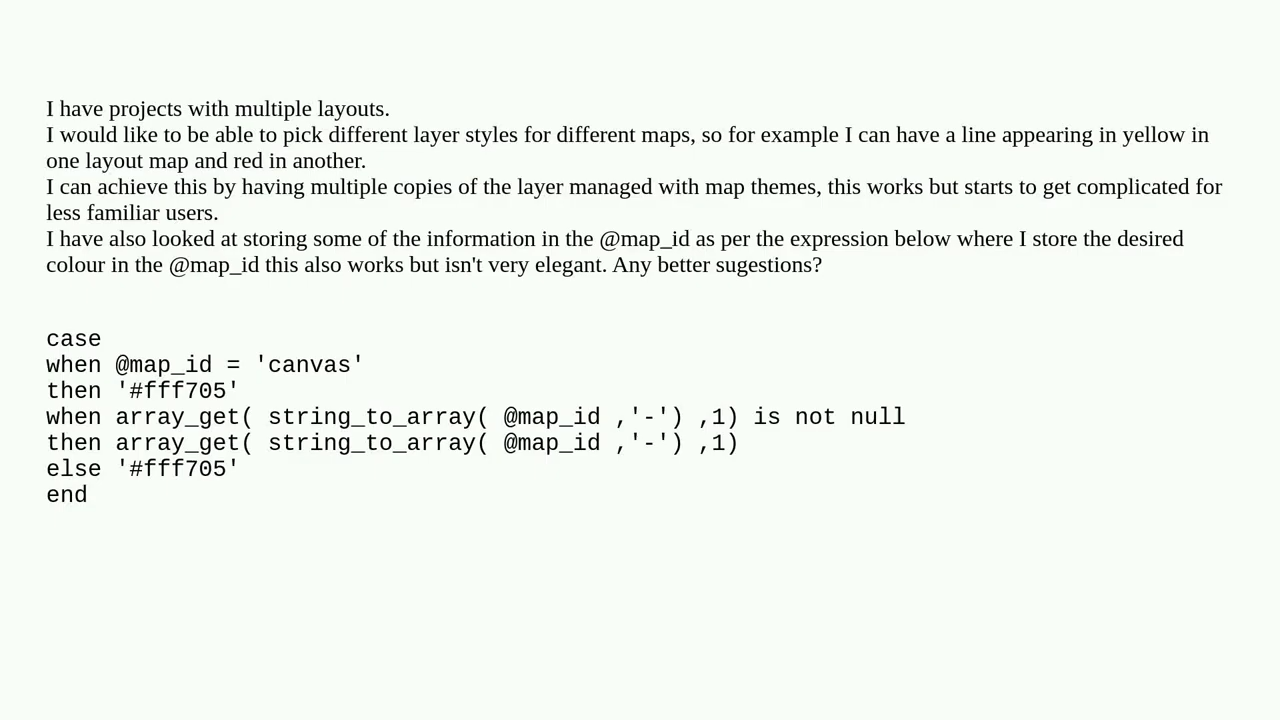 I have projects with multiple layouts.
I would like to be able to pick different layer styles for different maps, so for example I can have a line appearing in yellow in
one layout map and red in another.
I can achieve this by having multiple copies of the layer managed with map themes, this works but starts to get complicated for
less familiar users.
I have also looked at storing some of the information in the @map_id as per the expression below where I store the desired
colour in the @map_id this also works but isn't very elegant. Any better sugestions?
case
when @map_id = 'canvas'
then '#fff705'
when array_get( string_to_array( @map_id ,'-') ,1) is not null
then array_get( string_to_array( @map_id ,'-') ,1)
else '#fff705'
end